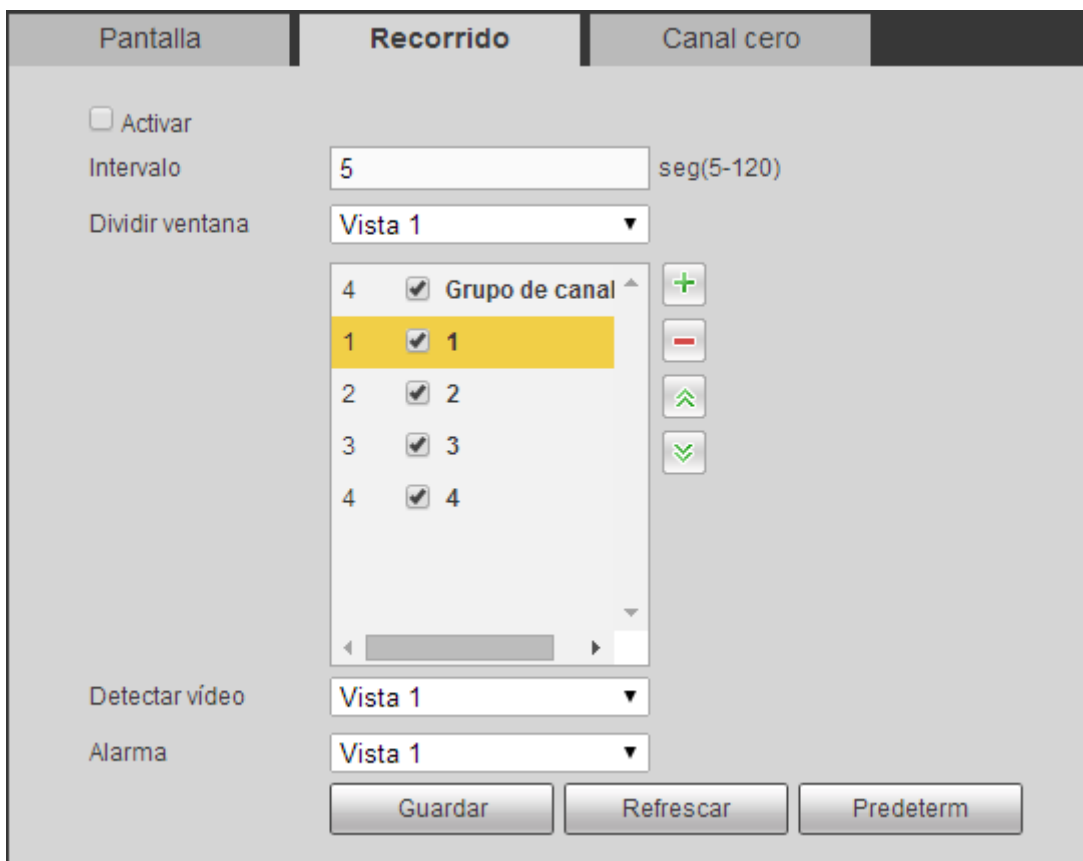 Pantalla Recorrido Canal cero
Activar
Intervalo 5 seg(5-120)
Dividir ventana Vista 1
4 Grupo de canal
1 1
2 2
3 3
4 4
Detectar vídeo Vista 1
Alarma Vista 1
Guardar Refrescar Predeterm